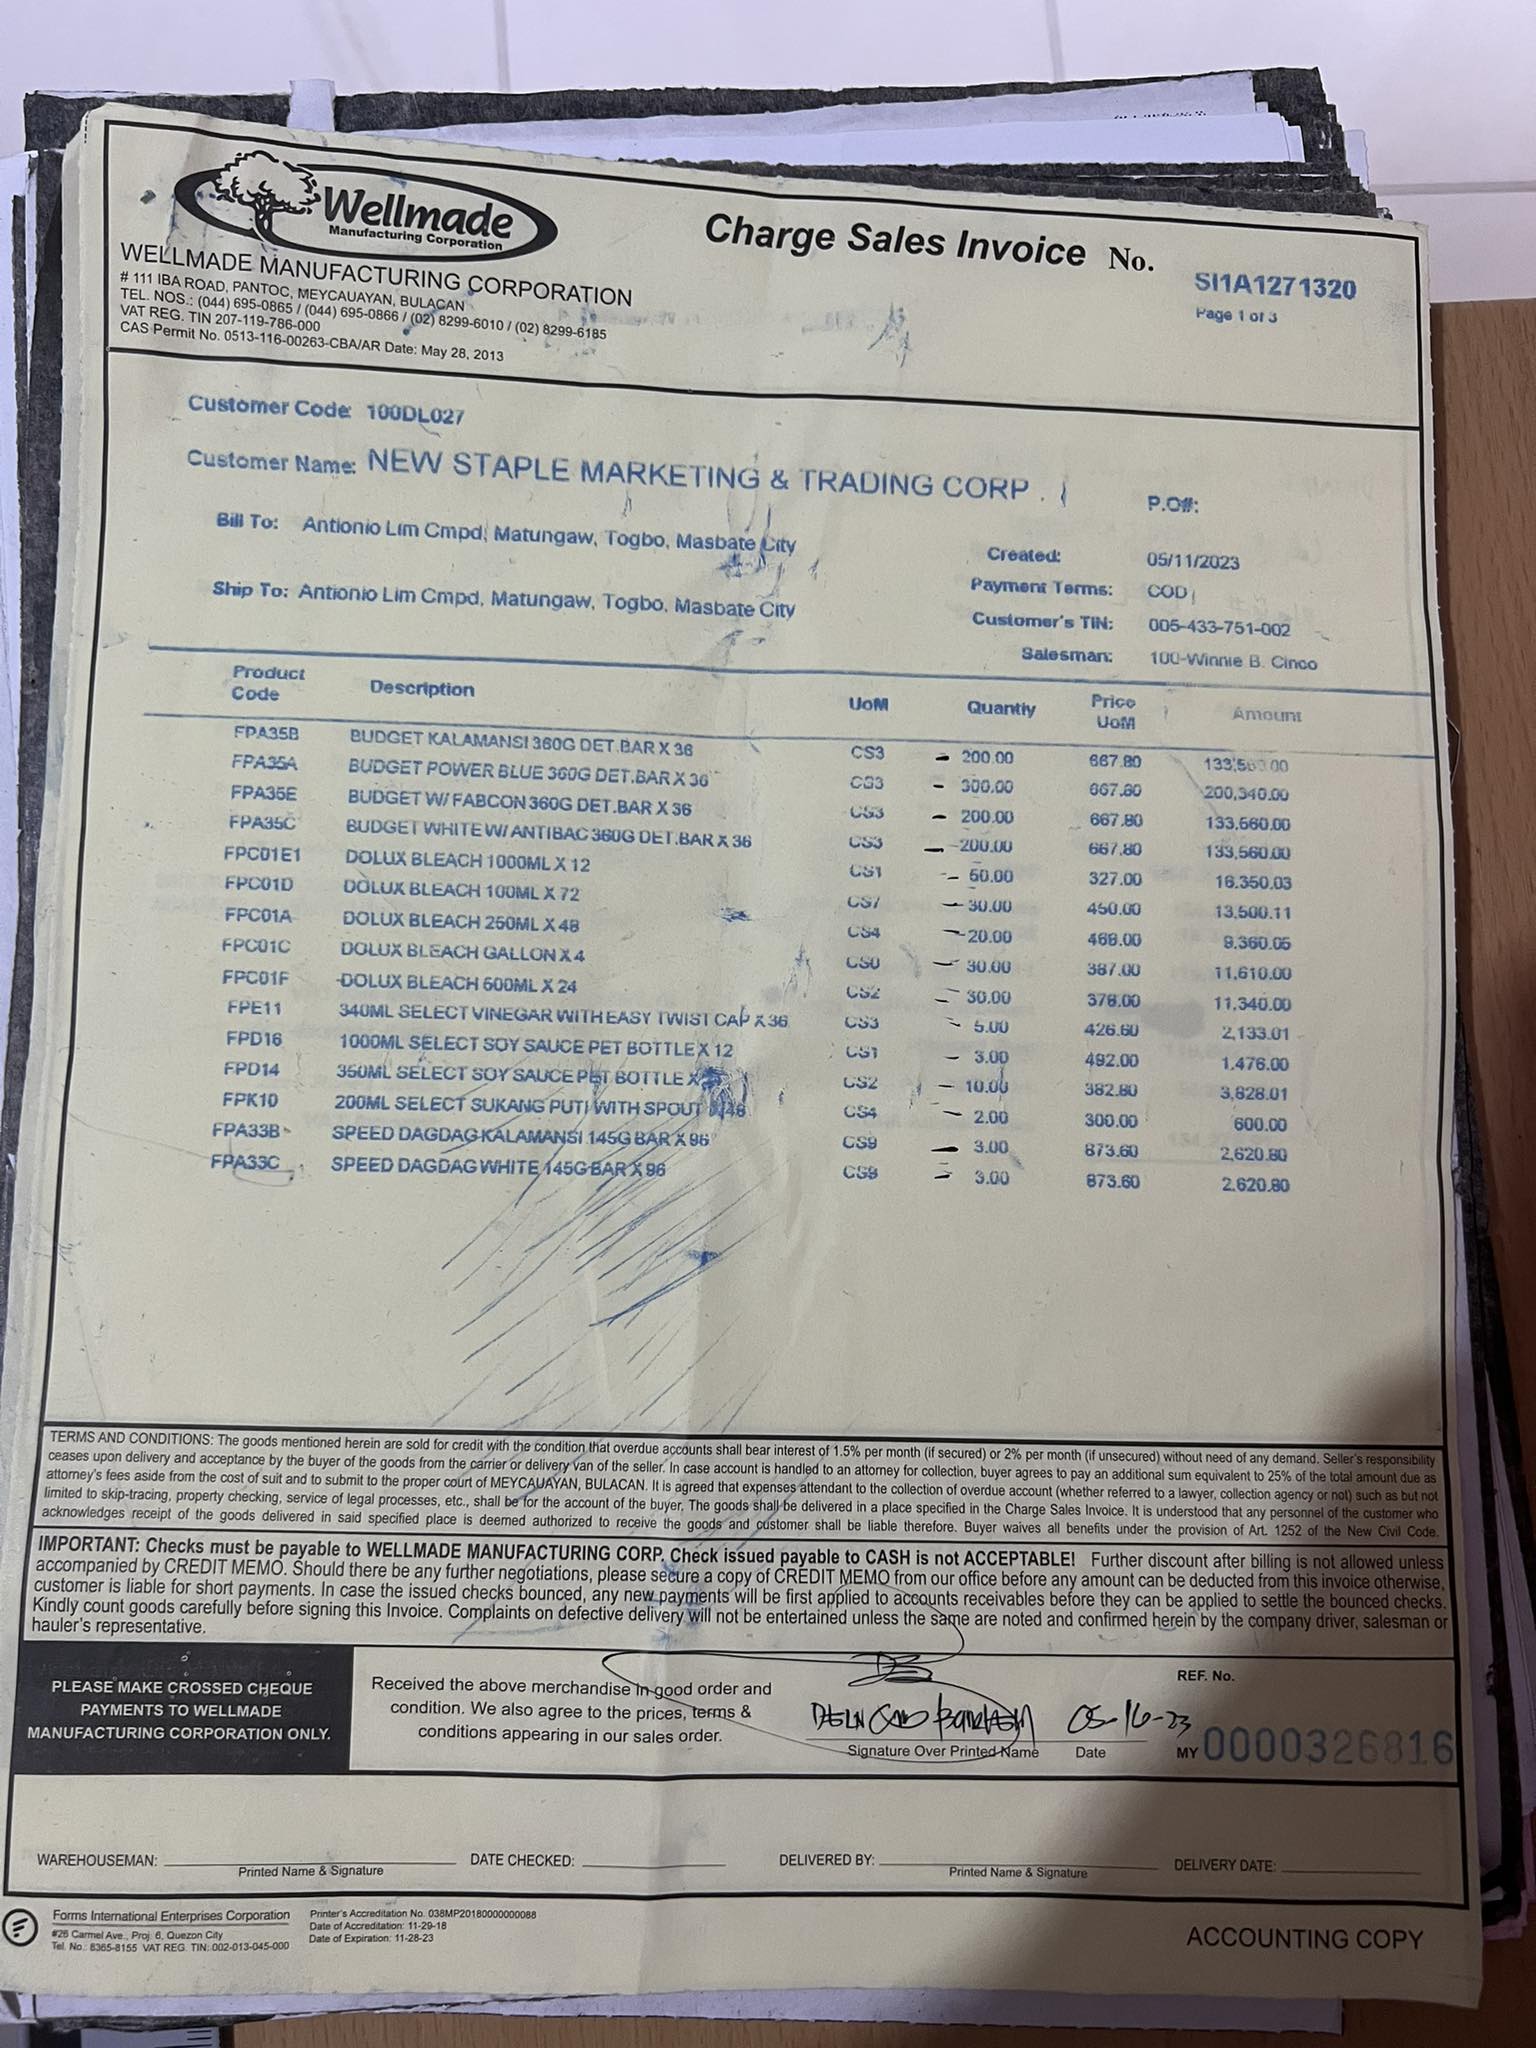 Wellmade
Manufacturing Corporation
Charge Sales Invoice No. SI1A1271320
Page 1 of 3
WELLMADE MANUFACTURING CORPORATION
# 111 IBA ROAD, PANTOC, MEYCAUAYAN, BULACAN
TEL. NOS.: (044) 695-0865 / (044) 695-0866 / (02) 8299-6010 / (02) 8299-6185
VAT REG. TIN 207-119-786-000
CAS Permit No. 0513-116-00263-CBA/AR Date: May 28, 2013
Customer Code: 100DL027
Customer Name: NEW STAPLE MARKETING & TRADING CORP.
P.O#:
Bill To: Antionio Lim Cmpd, Matungaw, Togbo, Masbate City
Created: 05/11/2023
Payment Terms: COD
Ship To: Antionio Lim Cmpd, Matungaw, Togbo, Masbate City
Customer's TIN: 005-433-751-002
Salesman: 100-Winnie B. Cinco
Product Code Description UoM Quantity Price UoM Amount
FPA35B BUDGET KALAMANSI 360G DET.BAR X 36 CS3 200.00 667.80 133,560.00
FPA35A BUDGET POWER BLUE 360G DET.BAR X 36 CS3 300.00 667.80 200,340.00
FPA35E BUDGET W/ FABCON 360G DET.BAR X 36 CS3 200.00 667.80 133,560.00
FPA35C BUDGET WHITE W/ ANTIBAC 360G DET.BAR X 36 CS3 200.00 667.80 133,560.00
FPC01E1 DOLUX BLEACH 1000ML X 12 CS1 50.00 327.00 16,350.03
FPC01D DOLUX BLEACH 100ML X 72 CS7 30.00 450.00 13,500.11
FPC01A DOLUX BLEACH 250ML X 48 CS4 20.00 468.00 9,360.05
FPC01C DOLUX BLEACH GALLON X 4 CS0 30.00 387.00 11,610.00
FPC01F DOLUX BLEACH 500ML X 24 CS2 30.00 378.00 11,340.00
FPE11 340ML SELECT VINEGAR WITH EASY TWIST CAP X 36 CS3 5.00 426.60 2,133.01
FPD16 1000ML SELECT SOY SAUCE PET BOTTLE X 12 CS1 3.00 492.00 1,476.00
FPD14 350ML SELECT SOY SAUCE PET BOTTLE X CS2 10.00 382.80 3,828.01
FPK10 200ML SELECT SUKANG PUTI WITH SPOUT X 48 CS4 2.00 300.00 600.00
FPA33B SPEED DAGDAG KALAMANSI 145G BAR X 96 CS9 3.00 873.60 2,620.80
FPA33C SPEED DAGDAG WHITE 145G BAR X 96 CS9 3.00 873.60 2,620.80
TERMS AND CONDITIONS: The goods mentioned herein are sold for credit with the condition that overdue accounts shall bear interest of 1.5% per month (if secured) or 2% per month (if unsecured) without need of any demand. Seller's responsibility
ceases upon delivery and acceptance by the buyer of the goods from the carrier or delivery van of the seller. In case account is handled to an attorney for collection, buyer agrees to pay an additional sum equivalent to 25% of the total amount due as
attorney's fees aside from the cost of suit and to submit to the proper court of MEYCAUAYAN, BULACAN. It is agreed that expenses attendant to the collection of overdue account (whether referred to a lawyer, collection agency or not) such as but not
limited to skip-tracing, property checking, service of legal processes, etc., shall be for the account of the buyer. The goods shall be delivered in a place specified in the Charge Sales Invoice. It is understood that any personnel of the customer who
acknowledges receipt of the goods delivered in said specified place is deemed authorized to receive the goods and customer shall be liable therefore. Buyer waives all benefits under the provision of Art. 1252 of the New Civil Code.
IMPORTANT: Checks must be payable to WELLMADE MANUFACTURING CORP. Check issued payable to CASH is not ACCEPTABLE! Further discount after billing is not allowed unless
accompanied by CREDIT MEMO. Should there be any further negotiations, please secure a copy of CREDIT MEMO from our office before any amount can be deducted from this invoice otherwise,
customer is liable for short payments. In case the issued checks bounced, any new payments will be first applied to accounts receivables before they can be applied to settle the bounced checks.
Kindly count goods carefully before signing this Invoice. Complaints on defective delivery will not be entertained unless the same are noted and confirmed herein by the company driver, salesman or
hauler's representative.
PLEASE MAKE CROSSED CHEQUE
PAYMENTS TO WELLMADE
MANUFACTURING CORPORATION ONLY.
Received the above merchandise in good order and
condition. We also agree to the prices, terms &
conditions appearing in our sales order.
05-16-23
Signature Over Printed Name Date
REF. No.
MY 0000326816
WAREHOUSEMAN: DATE CHECKED: DELIVERED BY: DELIVERY DATE:
Printed Name & Signature Printed Name & Signature
Forms International Enterprises Corporation
#26 Carmel Ave., Proj. 6, Quezon City
Tel. No.: 8365-8155 VAT REG. TIN: 002-013-045-000
Printer's Accreditation No. 038MP20180000000088
Date of Accreditation: 11-29-18
Date of Expiration: 11-28-23
ACCOUNTING COPY